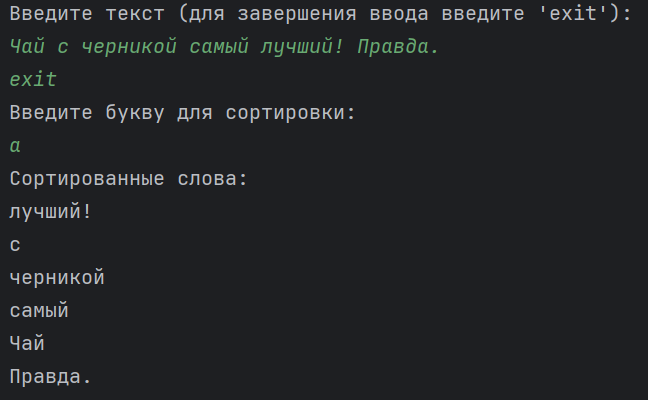 Введите текст (для завершения ввода введите 'exit'):
Чай с черникой самый лучший! Правда.
exit
Введите букву для сортировки:
а
Сортированные слова:
лучший!
с
черникой
самый
Чай
Правда.